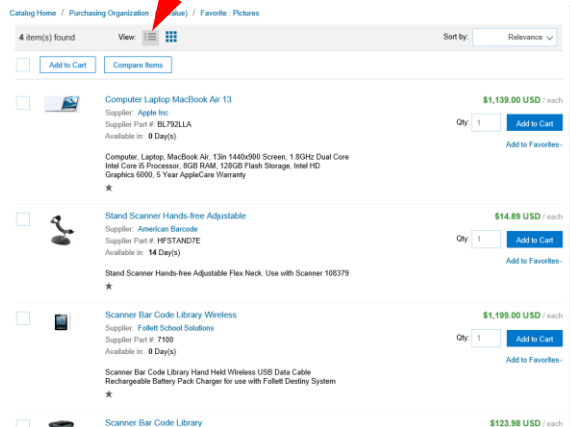 Catalog Home / Purchasing Organization : value) / Favorite : Pictures
4 item(s) found View: Sort by: Relevance
Add to Cart Compare Items
Computer Laptop MacBook Air 13 $1,139.00 USD / each
Supplier: Apple Inc
Supplier Part #: BL792LLA Qty: 1 Add to Cart
Available in: 0 Day(s)
Add to Favorites
Computer, Laptop, MacBook Air, 13in 1440x900 Screen, 1.8GHz Dual Core
Intel Core i5 Processor, 8GB RAM, 128GB Flash Storage, Intel HD
Graphics 6000, 5 Year AppleCare Warranty
Stand Scanner Hands-free Adjustable $14.89 USD / each
Supplier: American Barcode
Supplier Part #: HFSTAND7E Qty: 1 Add to Cart
Available in: 14 Day(s)
Add to Favorites
Stand Scanner Hands-free Adjustable Flex Neck. Use with Scanner 108379
Scanner Bar Code Library Wireless $1,199.00 USD / each
Supplier: Follett School Solutions
Supplier Part #: 7100 Qty: 1 Add to Cart
Available in: 0 Day(s)
Add to Favorites
Scanner Bar Code Library Hand Held Wireless USB Data Cable
Rechargeable Battery Pack Charger for use with Follett Destiny System
Scanner Bar Code Library $123.98 USD / each